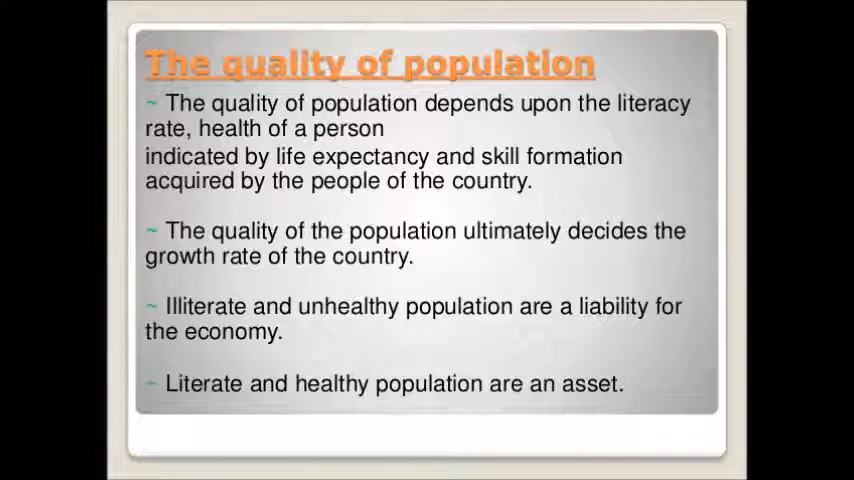 The quality of population
~ The quality of population depends upon the literacy
rate, health of a person
indicated by life expectancy and skill formation
acquired by the people of the country.
~ The quality of the population ultimately decides the
growth rate of the country.
~ Illiterate and unhealthy population are a liability for
the economy.
~ Literate and healthy population are an asset.